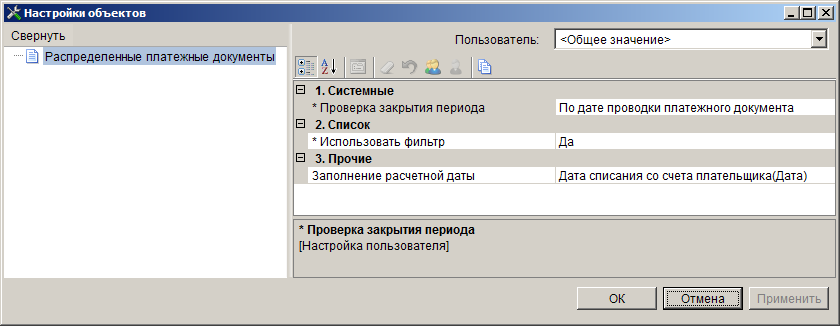 Настройки объектов
Свернуть
Распределенные платежные документы
Пользователь: <Общее значение>
1. Системные
* Проверка закрытия периода По дате проводки платежного документа
2. Список
* Использовать фильтр Да
3. Прочие
Заполнение расчетной даты Дата списания со счета плательщика(Дата)
* Проверка закрытия периода
[Настройка пользователя]
ОК Отмена Применить